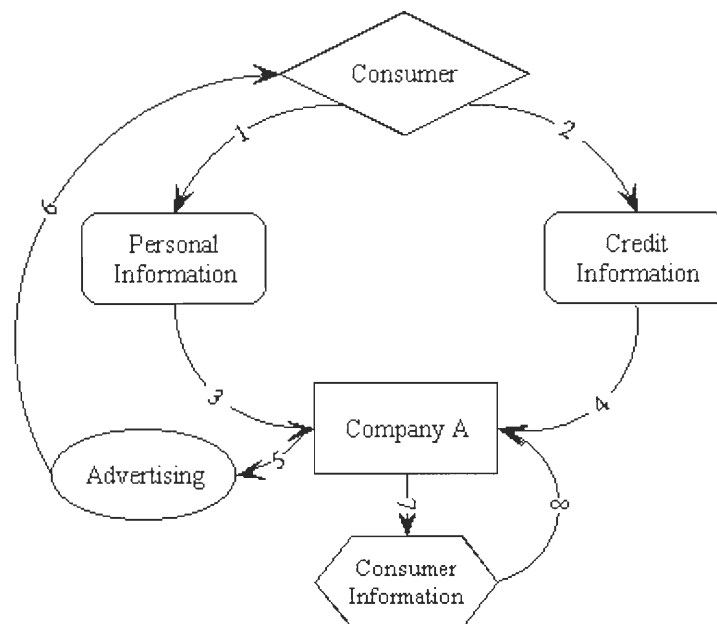 Consumer
1
2
6
Personal
Information
Credit
Information
3
4
Company A
5
Advertising
7
8
Consumer
Information